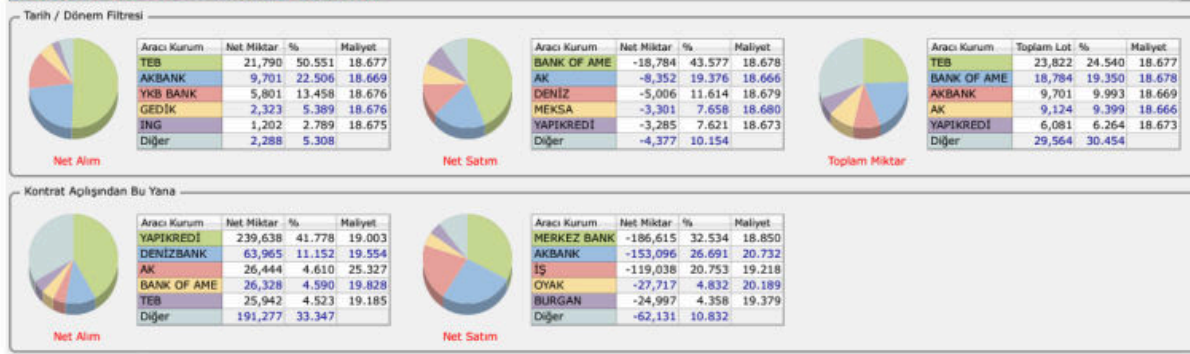 Tarih / Dönem Filtresi
Aracı Kurum Net Miktar % Maliyet
TEB 21,790 50.551 18.677
AKBANK 9,701 22.506 18.669
YKB BANK 5,801 13.458 18.676
GEDİK 2,323 5.389 18.676
ING 1,202 2.789 18.675
Diğer 2,288 5.308
Net Alım
Aracı Kurum Net Miktar % Maliyet
BANK OF AME -18,784 43.577 18.678
AK -8,352 19.376 18.666
DENİZ -5,006 11.614 18.679
MEKSA -3,301 7.658 18.680
YAPIKREDİ -3,285 7.621 18.673
Diğer -4,377 10.154
Net Satım
Aracı Kurum Toplam Lot % Maliyet
TEB 23,822 24.540 18.677
BANK OF AME 18,784 19.350 18.678
AKBANK 9,701 9.993 18.669
AK 9,124 9.399 18.666
YAPIKREDİ 6,081 6.264 18.673
Diğer 29,564 30.454
Toplam Miktar
Kontrat Açılışından Bu Yana
Aracı Kurum Net Miktar % Maliyet
YAPIKREDİ 239,638 41.778 19.003
DENİZBANK 63,965 11.152 19.554
AK 26,444 4.610 25.327
BANK OF AME 26,328 4.590 19.828
TEB 25,942 4.523 19.185
Diğer 191,277 33.347
Net Alım
Aracı Kurum Net Miktar % Maliyet
MERKEZ BANK -186,615 32.534 18.850
AKBANK -153,096 26.691 20.732
İŞ -119,038 20.753 19.218
OYAK -27,717 4.832 20.189
BURGAN -24,997 4.358 19.379
Diğer -62,131 10.832
Net Satım